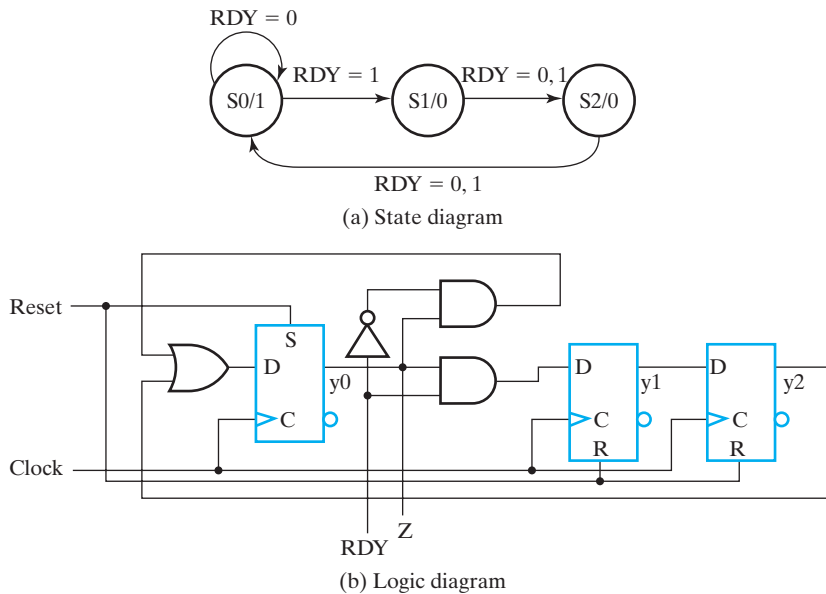 RDY = 0
RDY = 1
RDY = 0, 1
S0/1
S1/0
S2/0
RDY = 0, 1
(a) State diagram
Reset
S
D
y0
C
D
y1
C
R
D
y2
C
R
Clock
Z
RDY
(b) Logic diagram